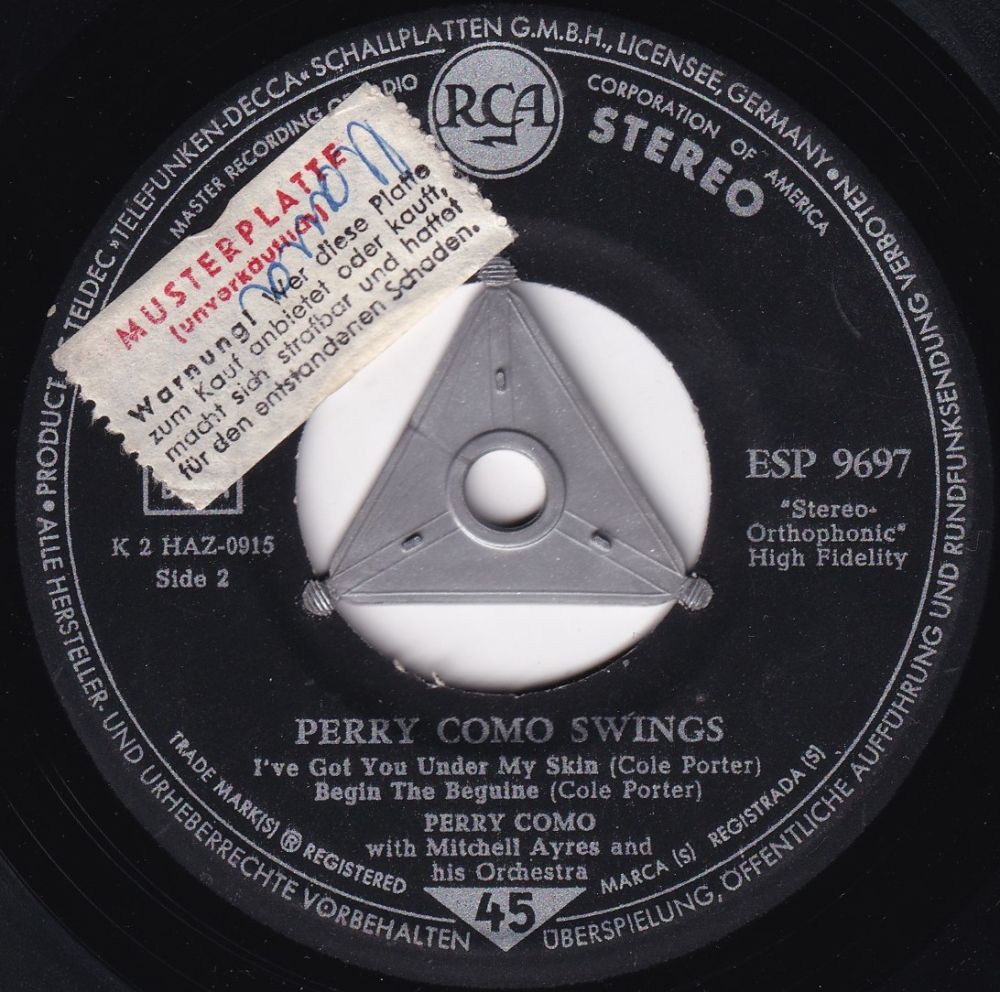 PRODUCT
TELDEC »TELEFUNKEN-DECCA« SCHALLPLATTEN G.M.B.H., LICENSEE, GERMANY •
MASTER RECORDING OF RADIO
CORPORATION OF AMERICA
RCA
STEREO
MUSTERPLATTE
(unverkäuflich)
Warnung! Wer diese Platte
zum Kauf anbietet oder kauft,
macht sich strafbar und haftet
für den entstandenen Schaden.
ESP 9697
"Stereo-
Orthophonic"
High Fidelity
K 2 HAZ-0915
Side 2
PERRY COMO SWINGS
I've Got You Under My Skin (Cole Porter)
Begin The Beguine (Cole Porter)
PERRY COMO
with Mitchell Ayres and
his Orchestra
TRADE MARK(S) ® REGISTERED
MARCA (S) REGISTRADA (S)
45
• ALLE HERSTELLER- UND URHEBERRECHTE VORBEHALTEN
ÜBERSPIELUNG, ÖFFENTLICHE AUFFÜHRUNG UND RUNDFUNKSENDUNG VERBOTEN